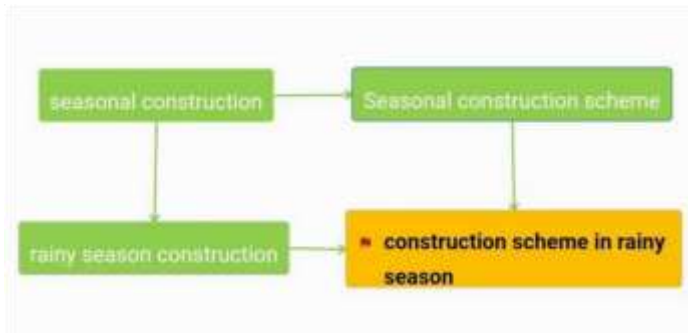 seasonal construction
Seasonal construction scheme
rainy season construction
construction scheme in rainy
season